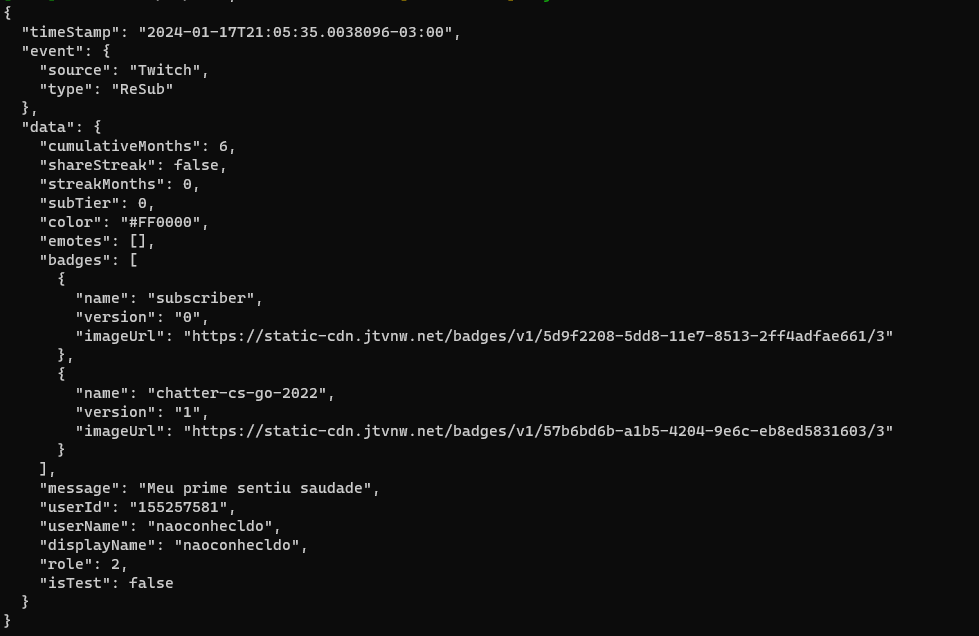 {
  "timeStamp": "2024-01-17T21:05:35.0038096-03:00",
  "event": {
    "source": "Twitch",
    "type": "ReSub"
  },
  "data": {
    "cumulativeMonths": 6,
    "shareStreak": false,
    "streakMonths": 0,
    "subTier": 0,
    "color": "#FF0000",
    "emotes": [],
    "badges": [
      {
        "name": "subscriber",
        "version": "0",
        "imageUrl": "https://static-cdn.jtvnw.net/badges/v1/5d9f2208-5dd8-11e7-8513-2ff4adfae661/3"
      },
      {
        "name": "chatter-cs-go-2022",
        "version": "1",
        "imageUrl": "https://static-cdn.jtvnw.net/badges/v1/57b6bd6b-a1b5-4204-9e6c-eb8ed5831603/3"
      }
    ],
    "message": "Meu prime sentiu saudade",
    "userId": "155257581",
    "userName": "naoconhecldo",
    "displayName": "naoconhecldo",
    "role": 2,
    "isTest": false
  }
}